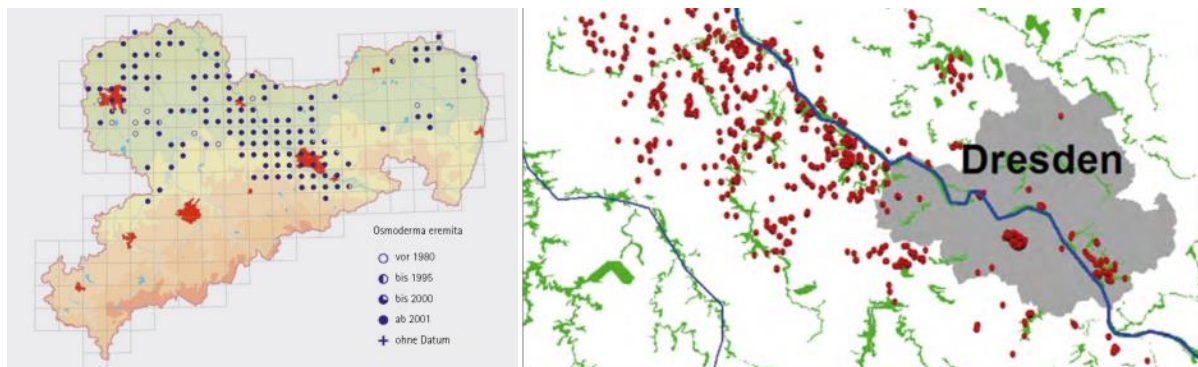 Osmoderma eremita
vor 1980
bis 1995
bis 2000
ab 2001
ohne Datum
Dresden